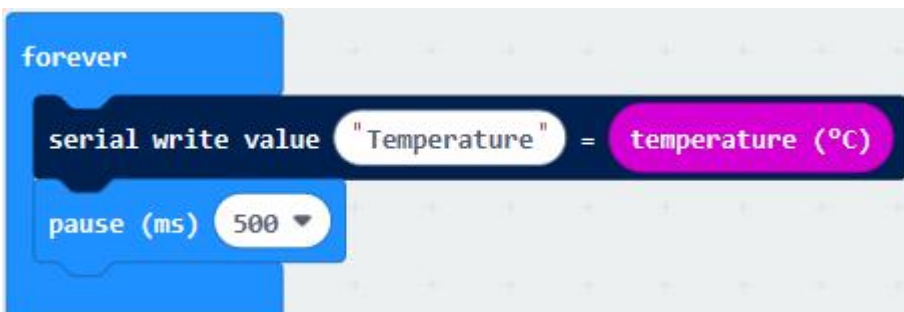 forever
serial write value "Temperature" = temperature (°C)
pause (ms) 500